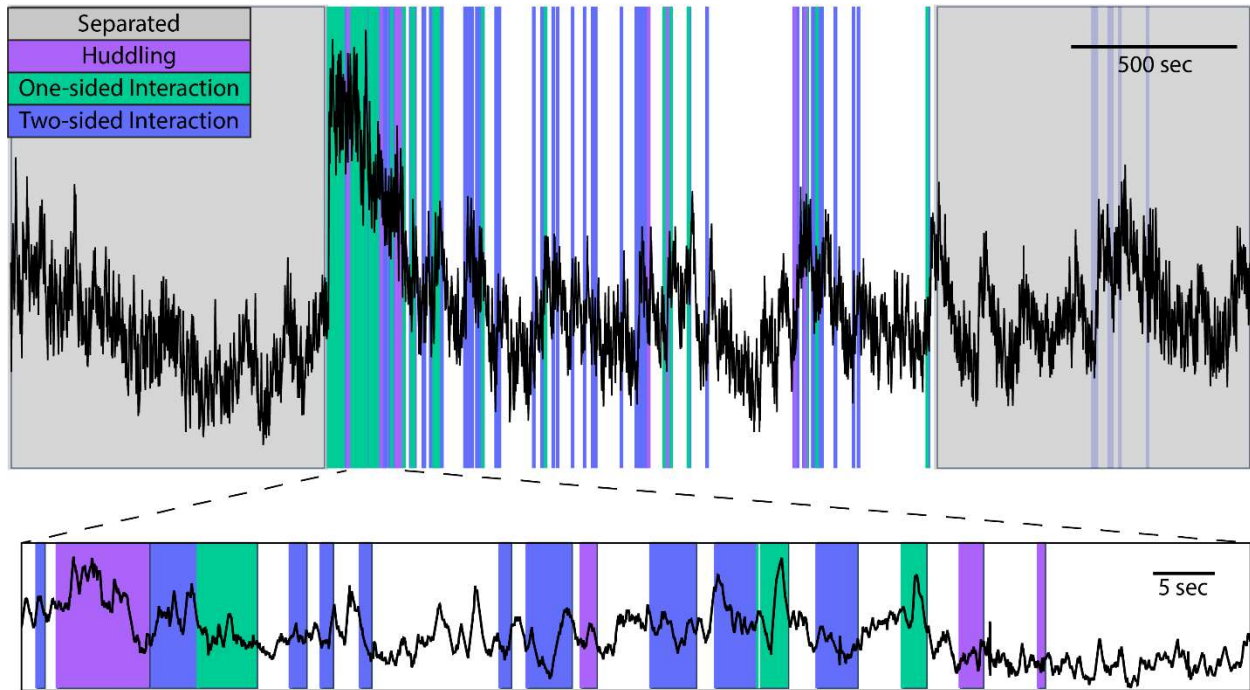 Separated
Huddling
One-sided Interaction
Two-sided Interaction
500 sec
5 sec